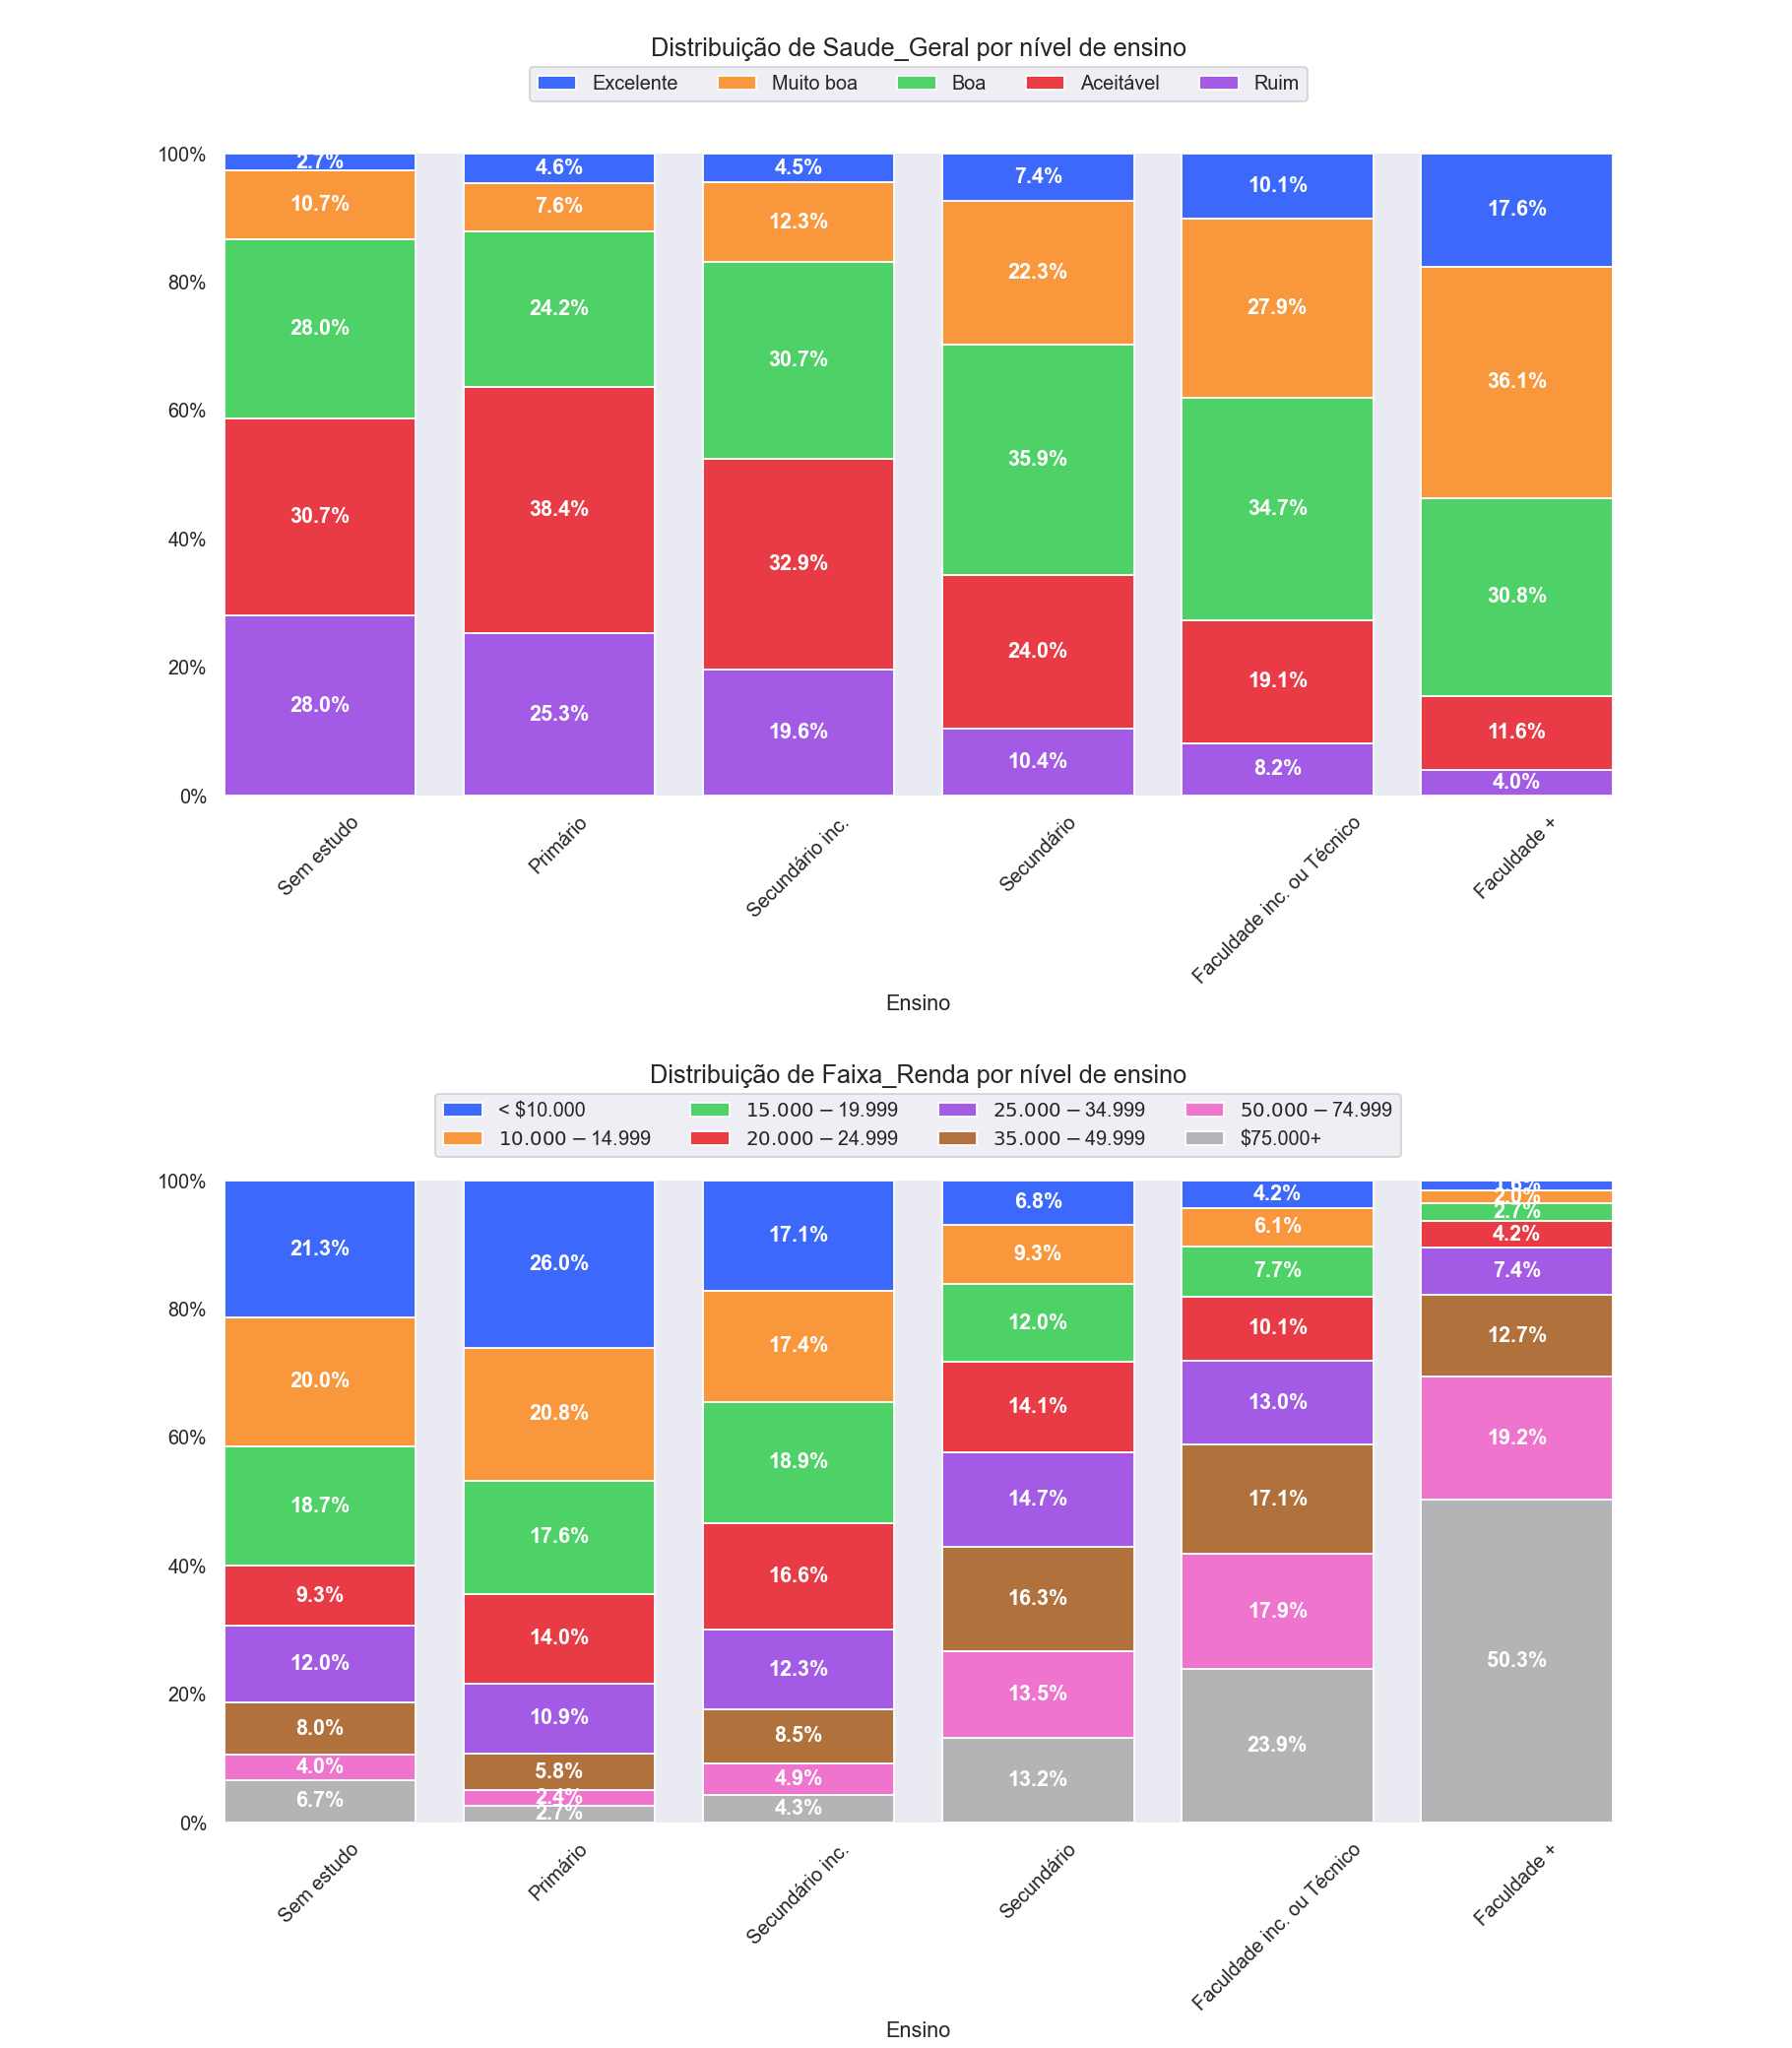 Distribuição de Saude_Geral por nível de ensino
Excelente Muito boa Boa Aceitável Ruim
100%
80%
60%
40%
20%
0%
2.7% 4.6% 4.5% 7.4% 10.1% 17.6%
10.7% 7.6% 12.3% 22.3% 27.9% 36.1%
28.0% 24.2% 30.7% 35.9% 34.7% 30.8%
30.7% 38.4% 32.9% 24.0% 19.1% 11.6%
28.0% 25.3% 19.6% 10.4% 8.2% 4.0%
Sem estudo Primário Secundário inc. Secundário Faculdade inc. ou Técnico Faculdade +
Ensino
Distribuição de Faixa_Renda por nível de ensino
< $10.000 15.000 − 19.999 25.000 − 34.999 50.000 − 74.999
10.000 − 14.999 20.000 − 24.999 35.000 − 49.999 $75.000+
100%
80%
60%
40%
20%
0%
21.3% 26.0% 17.1% 6.8% 4.2%
20.0% 20.8% 17.4% 9.3% 6.1% 2.0%
18.7% 17.6% 18.9% 12.0% 7.7% 2.7%
9.3% 14.0% 16.6% 14.1% 10.1% 4.2%
12.0% 10.9% 12.3% 14.7% 13.0% 7.4%
8.0% 5.8% 8.5% 16.3% 17.1% 12.7%
4.0% 2.4% 4.9% 13.5% 17.9% 19.2%
6.7% 2.7% 4.3% 13.2% 23.9% 50.3%
Sem estudo Primário Secundário inc. Secundário Faculdade inc. ou Técnico Faculdade +
Ensino